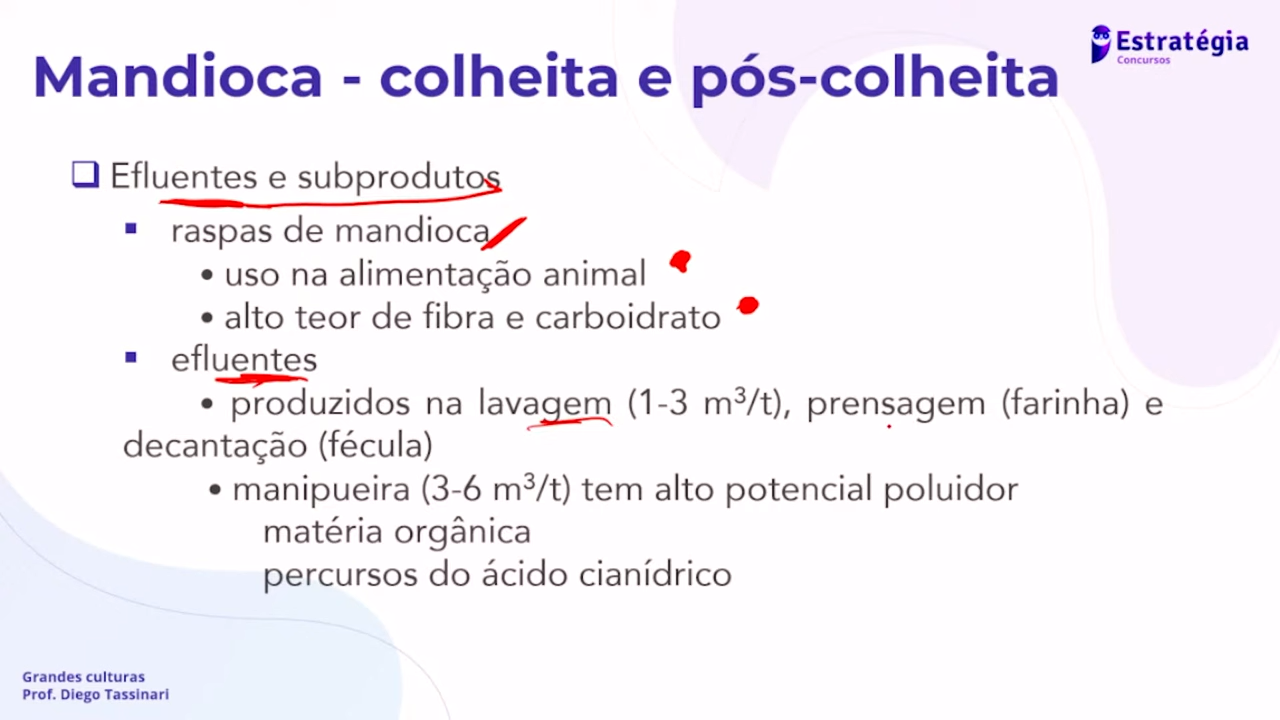 Estratégia
Concursos
Mandioca - colheita e pós-colheita
❑ Efluentes e subprodutos
▪ raspas de mandioca
• uso na alimentação animal
• alto teor de fibra e carboidrato
▪ efluentes
• produzidos na lavagem (1-3 m³/t), prensagem (farinha) e
decantação (fécula)
• manipueira (3-6 m³/t) tem alto potencial poluidor
matéria orgânica
percursos do ácido cianídrico
Grandes culturas
Prof. Diego Tassinari